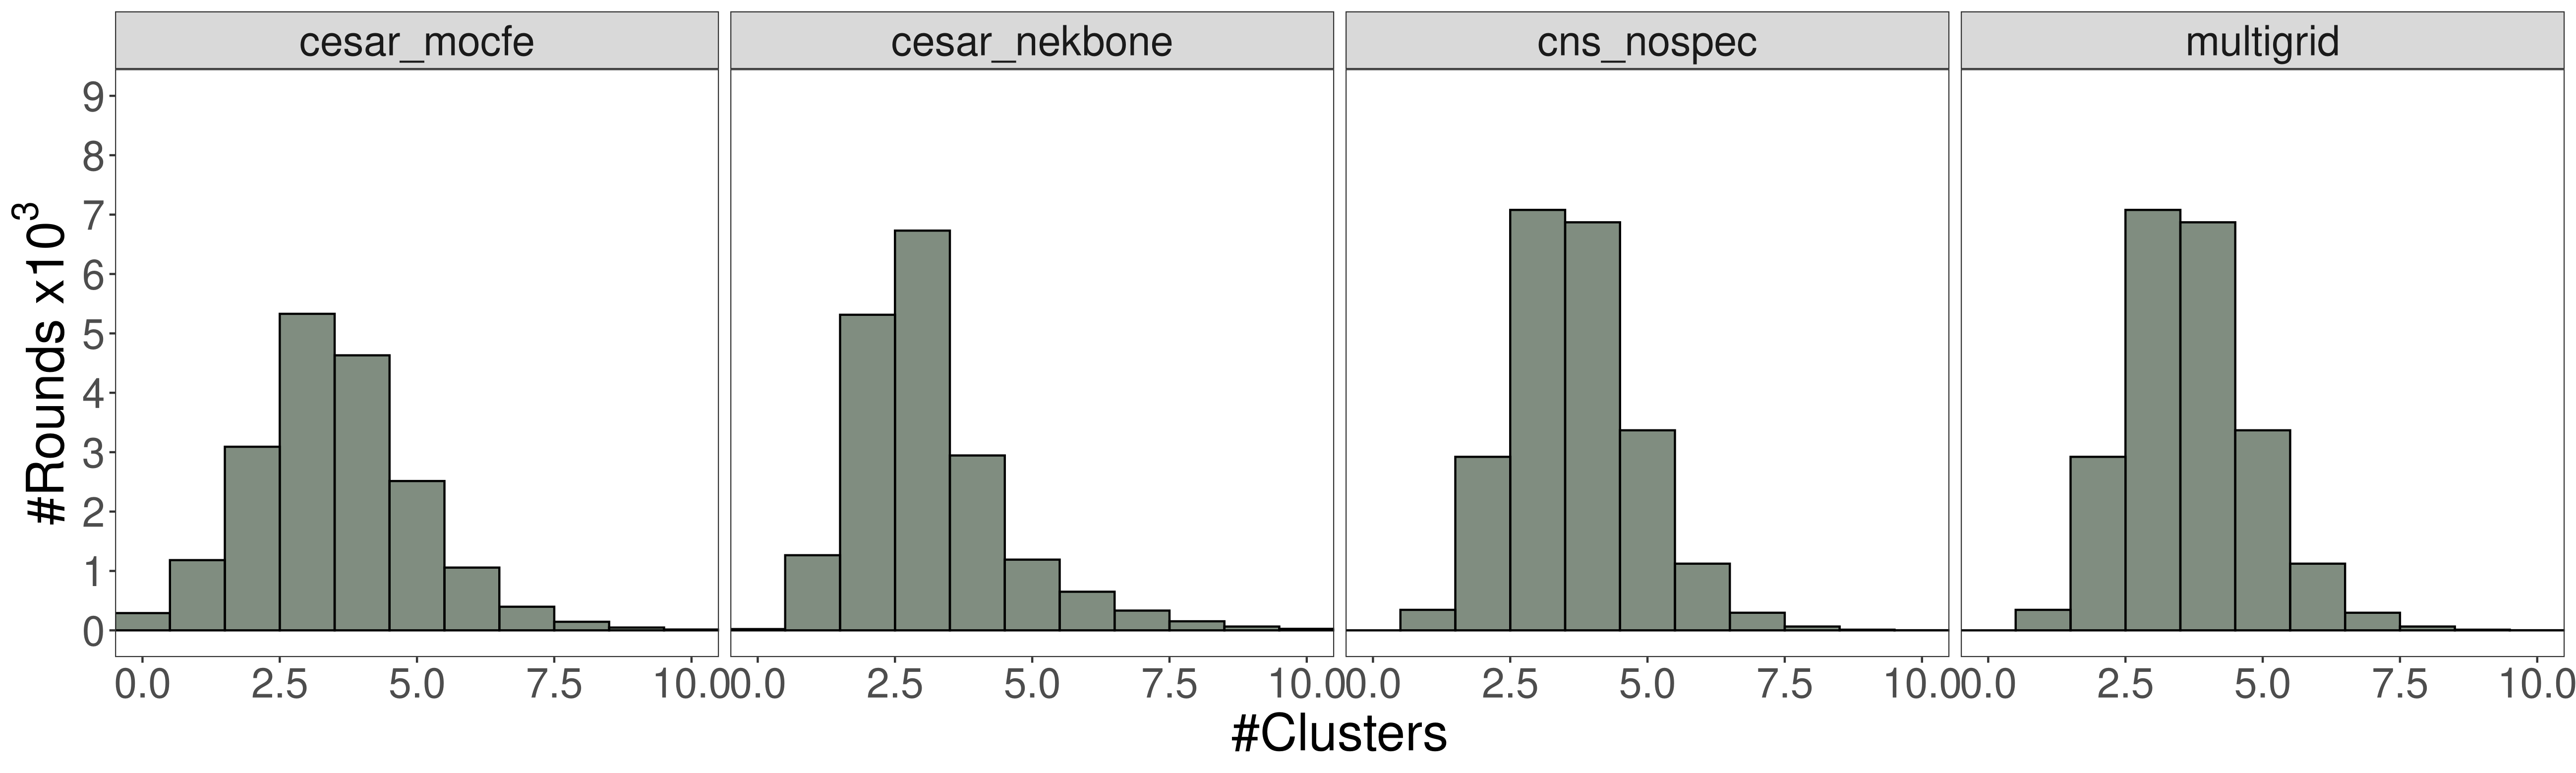 cesar_mocfe cesar_nekbone cns_nospec multigrid
#Rounds x10³
9
8
7
6
5
4
3
2
1
0
0.0 2.5 5.0 7.5 10.0 0.0 2.5 5.0 7.5 10.0 0.0 2.5 5.0 7.5 10.0 0.0 2.5 5.0 7.5 10.0
#Clusters